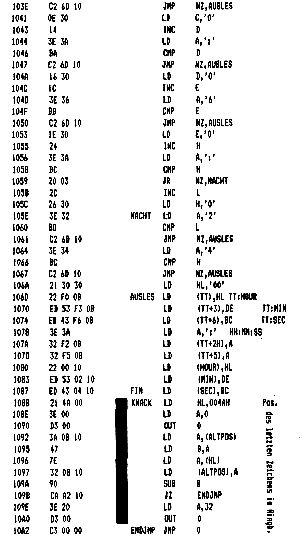 103E C2 6D 10 JMP NZ,AUSLES
1041 0E 30 LD C,'0'
1043 14 INC D
1044 3E 3A LD A,':'
1046 BA CMP D
1047 C2 6D 10 JMP NZ,AUSLES
104A 16 30 LD D,'0'
104C 1C INC E
104D 3E 36 LD A,'6'
104F BB CMP E
1050 C2 6D 10 JMP NZ,AUSLES
1053 1E 30 LD E,'0'
1055 24 INC H
1056 3E 3A LD A,':'
1058 BC CMP H
1059 20 03 JR NZ,MACHT
105B 2C INC L
105C 26 30 LD H,'0'
105E 3E 32 MACHT LD A,'2'
1060 BD CMP L
1061 C2 6D 10 JMP NZ,AUSLES
1064 3E 34 LD A,'4'
1066 BC CMP H
1067 C2 6D 10 JMP NZ,AUSLES
106A 21 30 30 LD HL,'00'
106D 22 F0 0B AUSLES LD (TT),HL TT:HOUR
1070 ED 53 F3 0B LD (TT+3),DE TT:MIN
1074 ED 43 F6 0B LD (TT+6),BC TT:SEC
1078 3E 3A LD A,':' HH:MM:SS
107A 32 F2 0B LD (TT+2H),A
107D 32 F5 0B LD (TT+5),A
1080 22 00 10 LD (HOUR),HL
1083 ED 53 02 10 LD (MIN),DE
1087 ED 43 04 10 FIN LD (SEC),BC
108B 21 4A 00 KNACK LD HL,004AH Pos.
108E 3E 00 LD A,0
1090 D3 00 OUT 0
1092 3A 0B 10 LD A,(ALTPOS)
1095 47 LD B,A
1096 7E LD A,(HL)
1097 32 0B 10 LD (ALTPOS),A
109A 90 SUB B
109B CA A2 10 JZ ENDJMP
109E 3E 20 LD A,32
10A0 D3 00 OUT 0
10A2 C3 00 00 ENDJMP JMP 0
des letzten Zeichens im